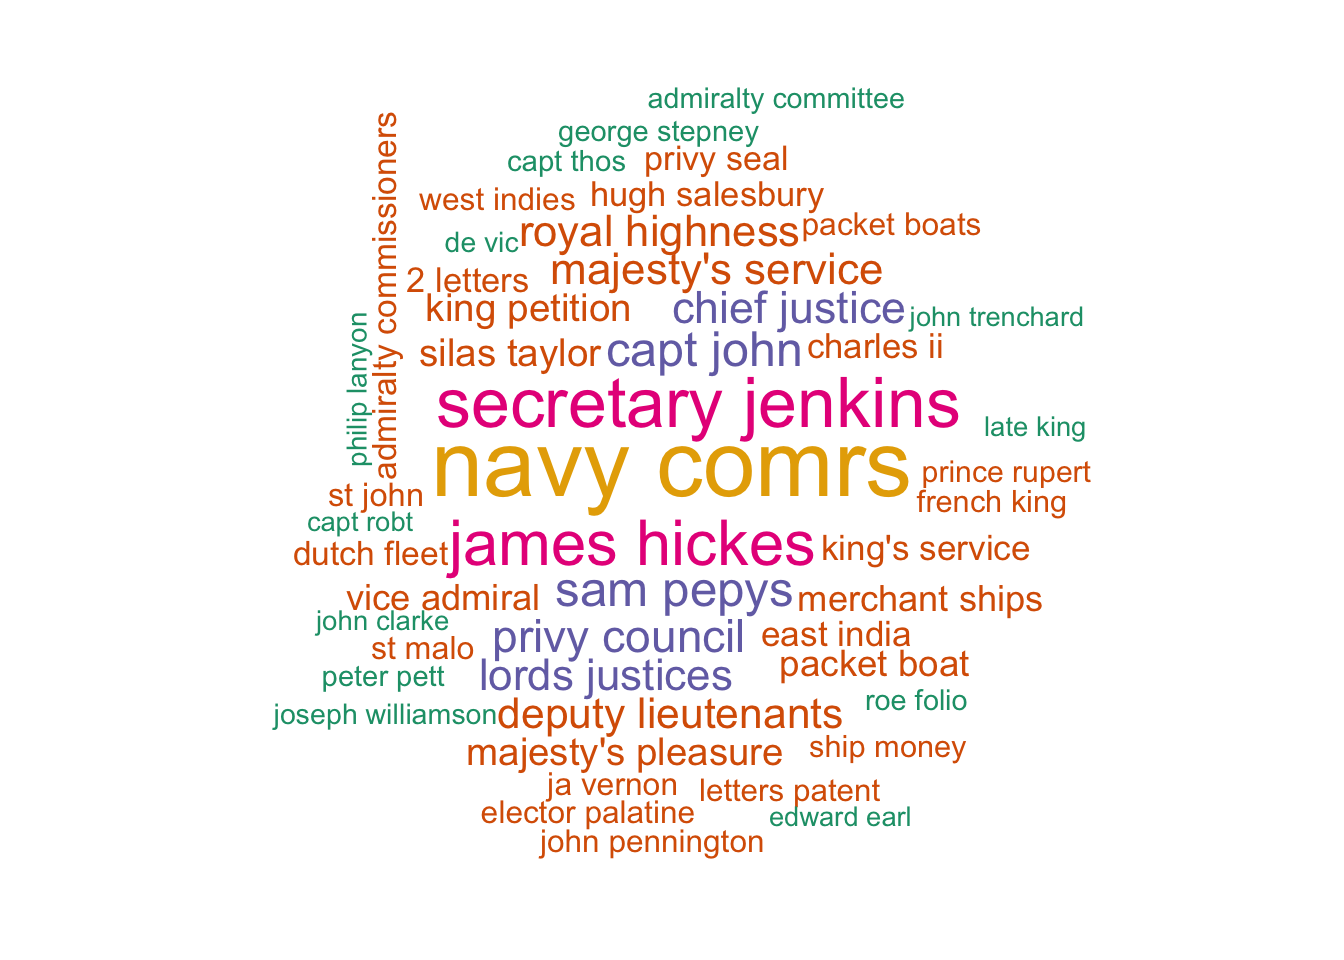 admiralty committee
george stepney
capt thos
privy seal
west indies
hugh salesbury
royal highness
packet boats
de vic
majesty's service
2 letters
king petition
chief justice
john trenchard
admiralty commissioners
philip lanyon
silas taylor
capt john
charles ii
secretary jenkins
late king
navy comrs
prince rupert
st john
french king
capt robt
dutch fleet
james hickes
king's service
vice admiral
sam pepys
merchant ships
john clarke
st malo
privy council
east india
peter pett
lords justices
packet boat
joseph williamson
deputy lieutenants
roe folio
majesty's pleasure
ship money
ja vernon
letters patent
elector palatine
edward earl
john pennington